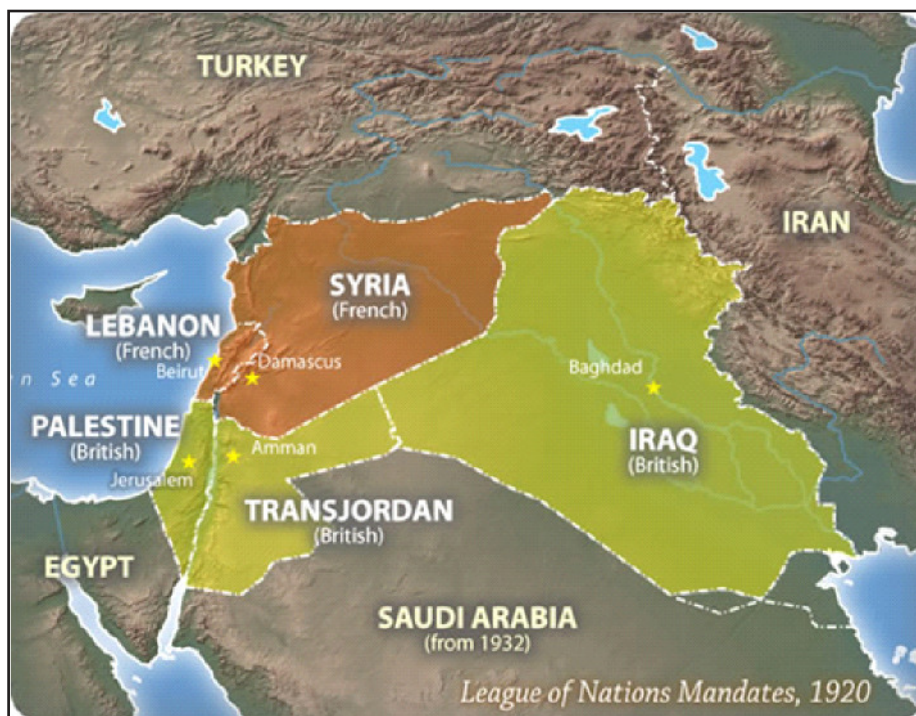 TURKEY
IRAN
SYRIA
(French)
LEBANON
(French)
Beirut
Damascus
n Sea
Baghdad
PALESTINE
(British)
Amman
IRAQ
(British)
Jerusalem
TRANSJORDAN
(British)
EGYPT
SAUDI ARABIA
(from 1932)
League of Nations Mandates, 1920